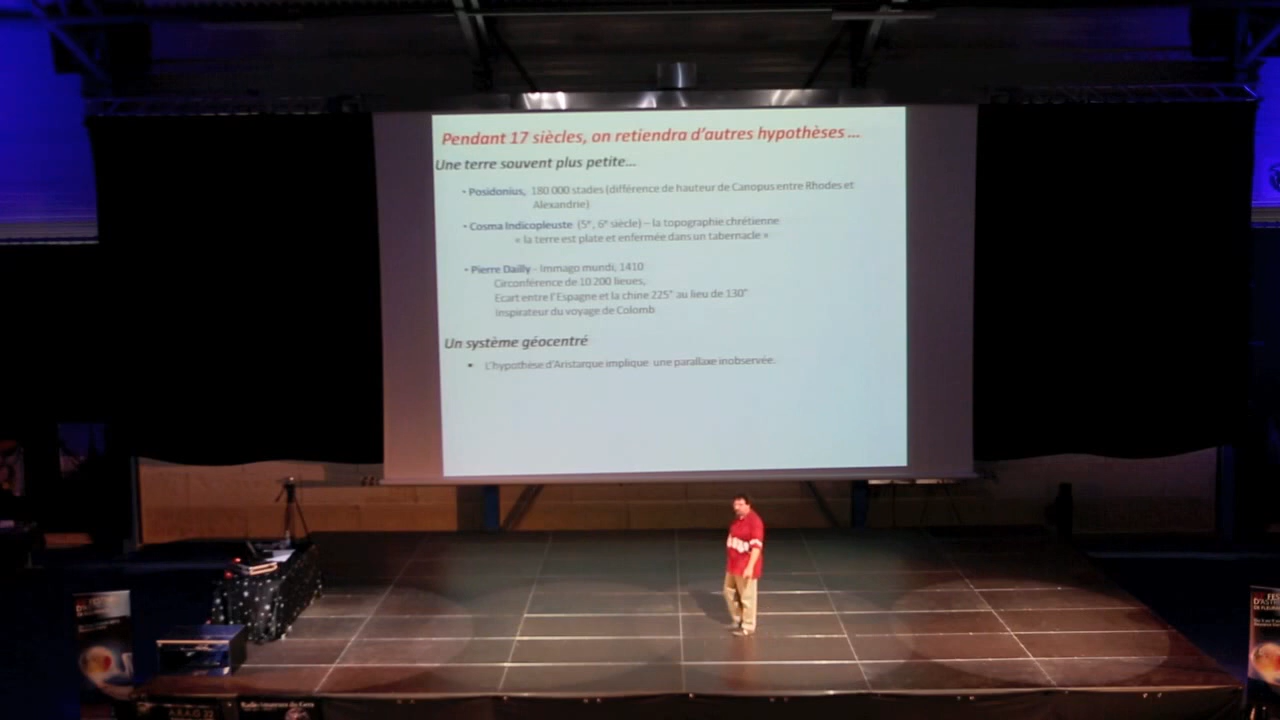 Pendant 17 siècles, on retiendra d'autres hypothèses ...
Une terre souvent plus petite...
• Posidonius, 180 000 stades (différence de hauteur de Canopus entre Rhodes et
Alexandrie)
• Cosma Indicopleuste (5e, 6e siècle) – la topographie chrétienne
« la terre est plate et enfermée dans un tabernacle »
• Pierre Dailly – Immago mundi, 1410
Circonférence de 10 200 lieues,
Ecart entre l'Espagne et la chine 225° au lieu de 130°
Inspirateur du voyage de Colomb
Un système géocentré
▪ L'hypothèse d'Aristarque implique une parallaxe inobservée.
FES
D'AST